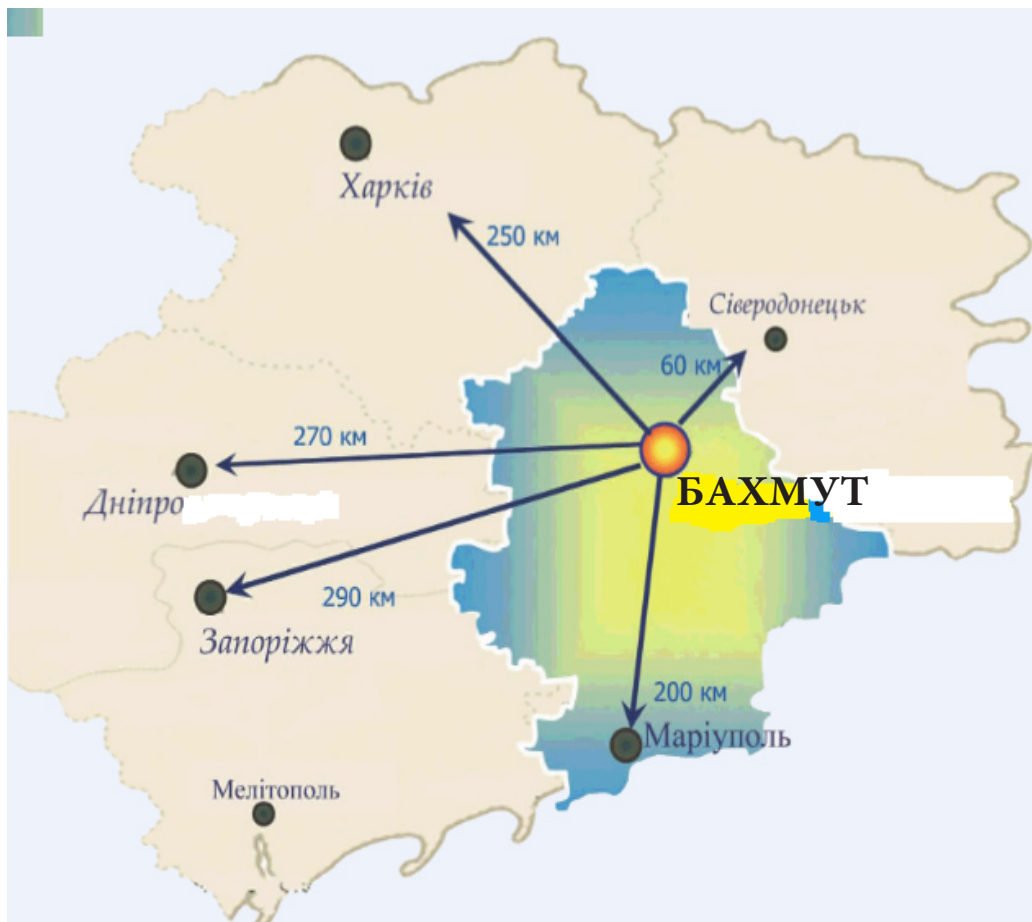 Харків
250 км
Сіверодонецьк
60 км
270 км
БАХМУТ
Дніпро
290 км
Запоріжжя
200 км
Маріуполь
Мелітополь